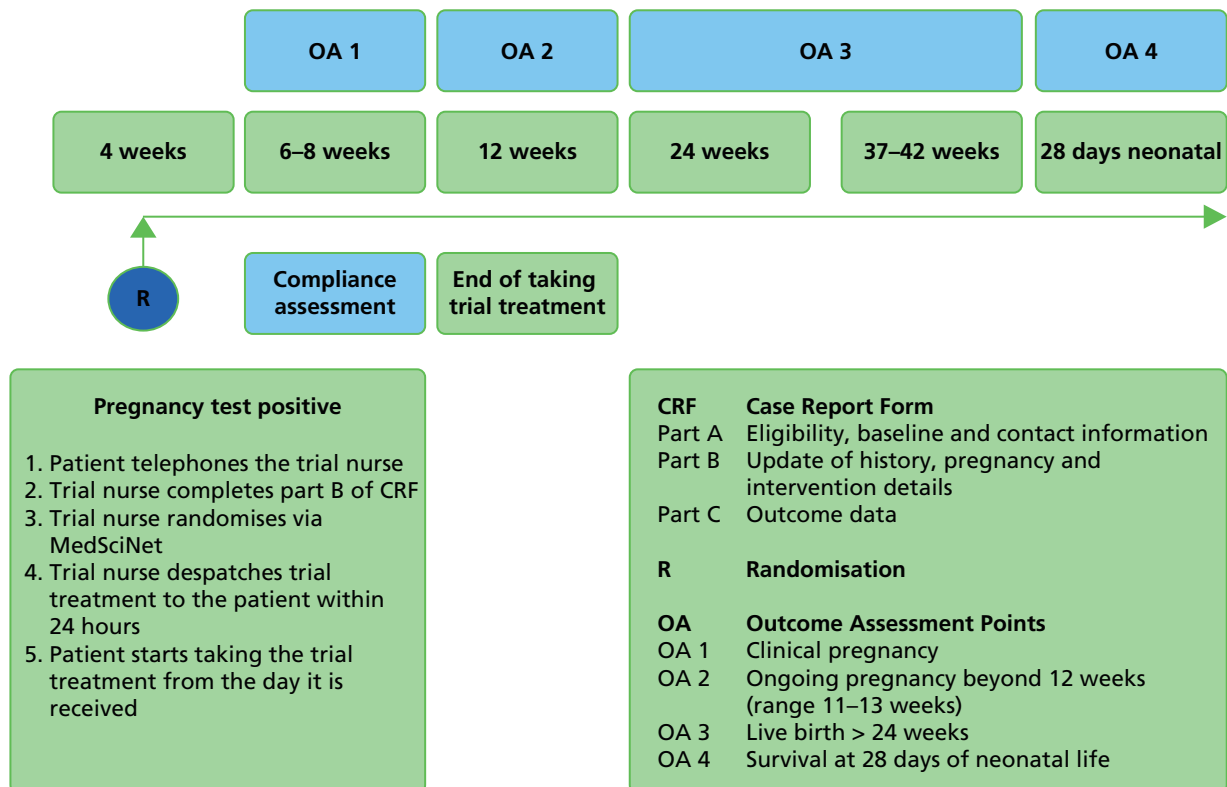 OA 1
OA 2
OA 3
OA 4
4 weeks
6–8 weeks
12 weeks
24 weeks
37–42 weeks
28 days neonatal
R
Compliance
assessment
End of taking
trial treatment
Pregnancy test positive
1. Patient telephones the trial nurse
2. Trial nurse completes part B of CRF
3. Trial nurse randomises via
MedSciNet
4. Trial nurse despatches trial
treatment to the patient within
24 hours
5. Patient starts taking the trial
treatment from the day it is
received
CRF Case Report Form
Part A Eligibility, baseline and contact information
Part B Update of history, pregnancy and
intervention details
Part C Outcome data
R Randomisation
OA Outcome Assessment Points
OA 1 Clinical pregnancy
OA 2 Ongoing pregnancy beyond 12 weeks
(range 11–13 weeks)
OA 3 Live birth > 24 weeks
OA 4 Survival at 28 days of neonatal life